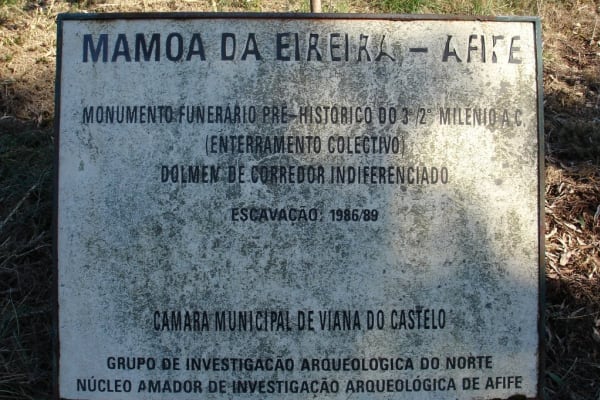 MAMOA DA EIREIRA - AFIFE
MONUMENTO FUNERÁRIO PRÉ-HISTÓRICO DO 3º/2º MILÉNIO A.C.
(ENTERRAMENTO COLECTIVO)
DOLMEN DE CORREDOR INDIFERENCIADO
ESCAVAÇÃO: 1986/89
CÂMARA MUNICIPAL DE VIANA DO CASTELO
GRUPO DE INVESTIGAÇÃO ARQUEOLOGICA DO NORTE
NÚCLEO AMADOR DE INVESTIGAÇÃO ARQUEOLÓGICA DE AFIFE